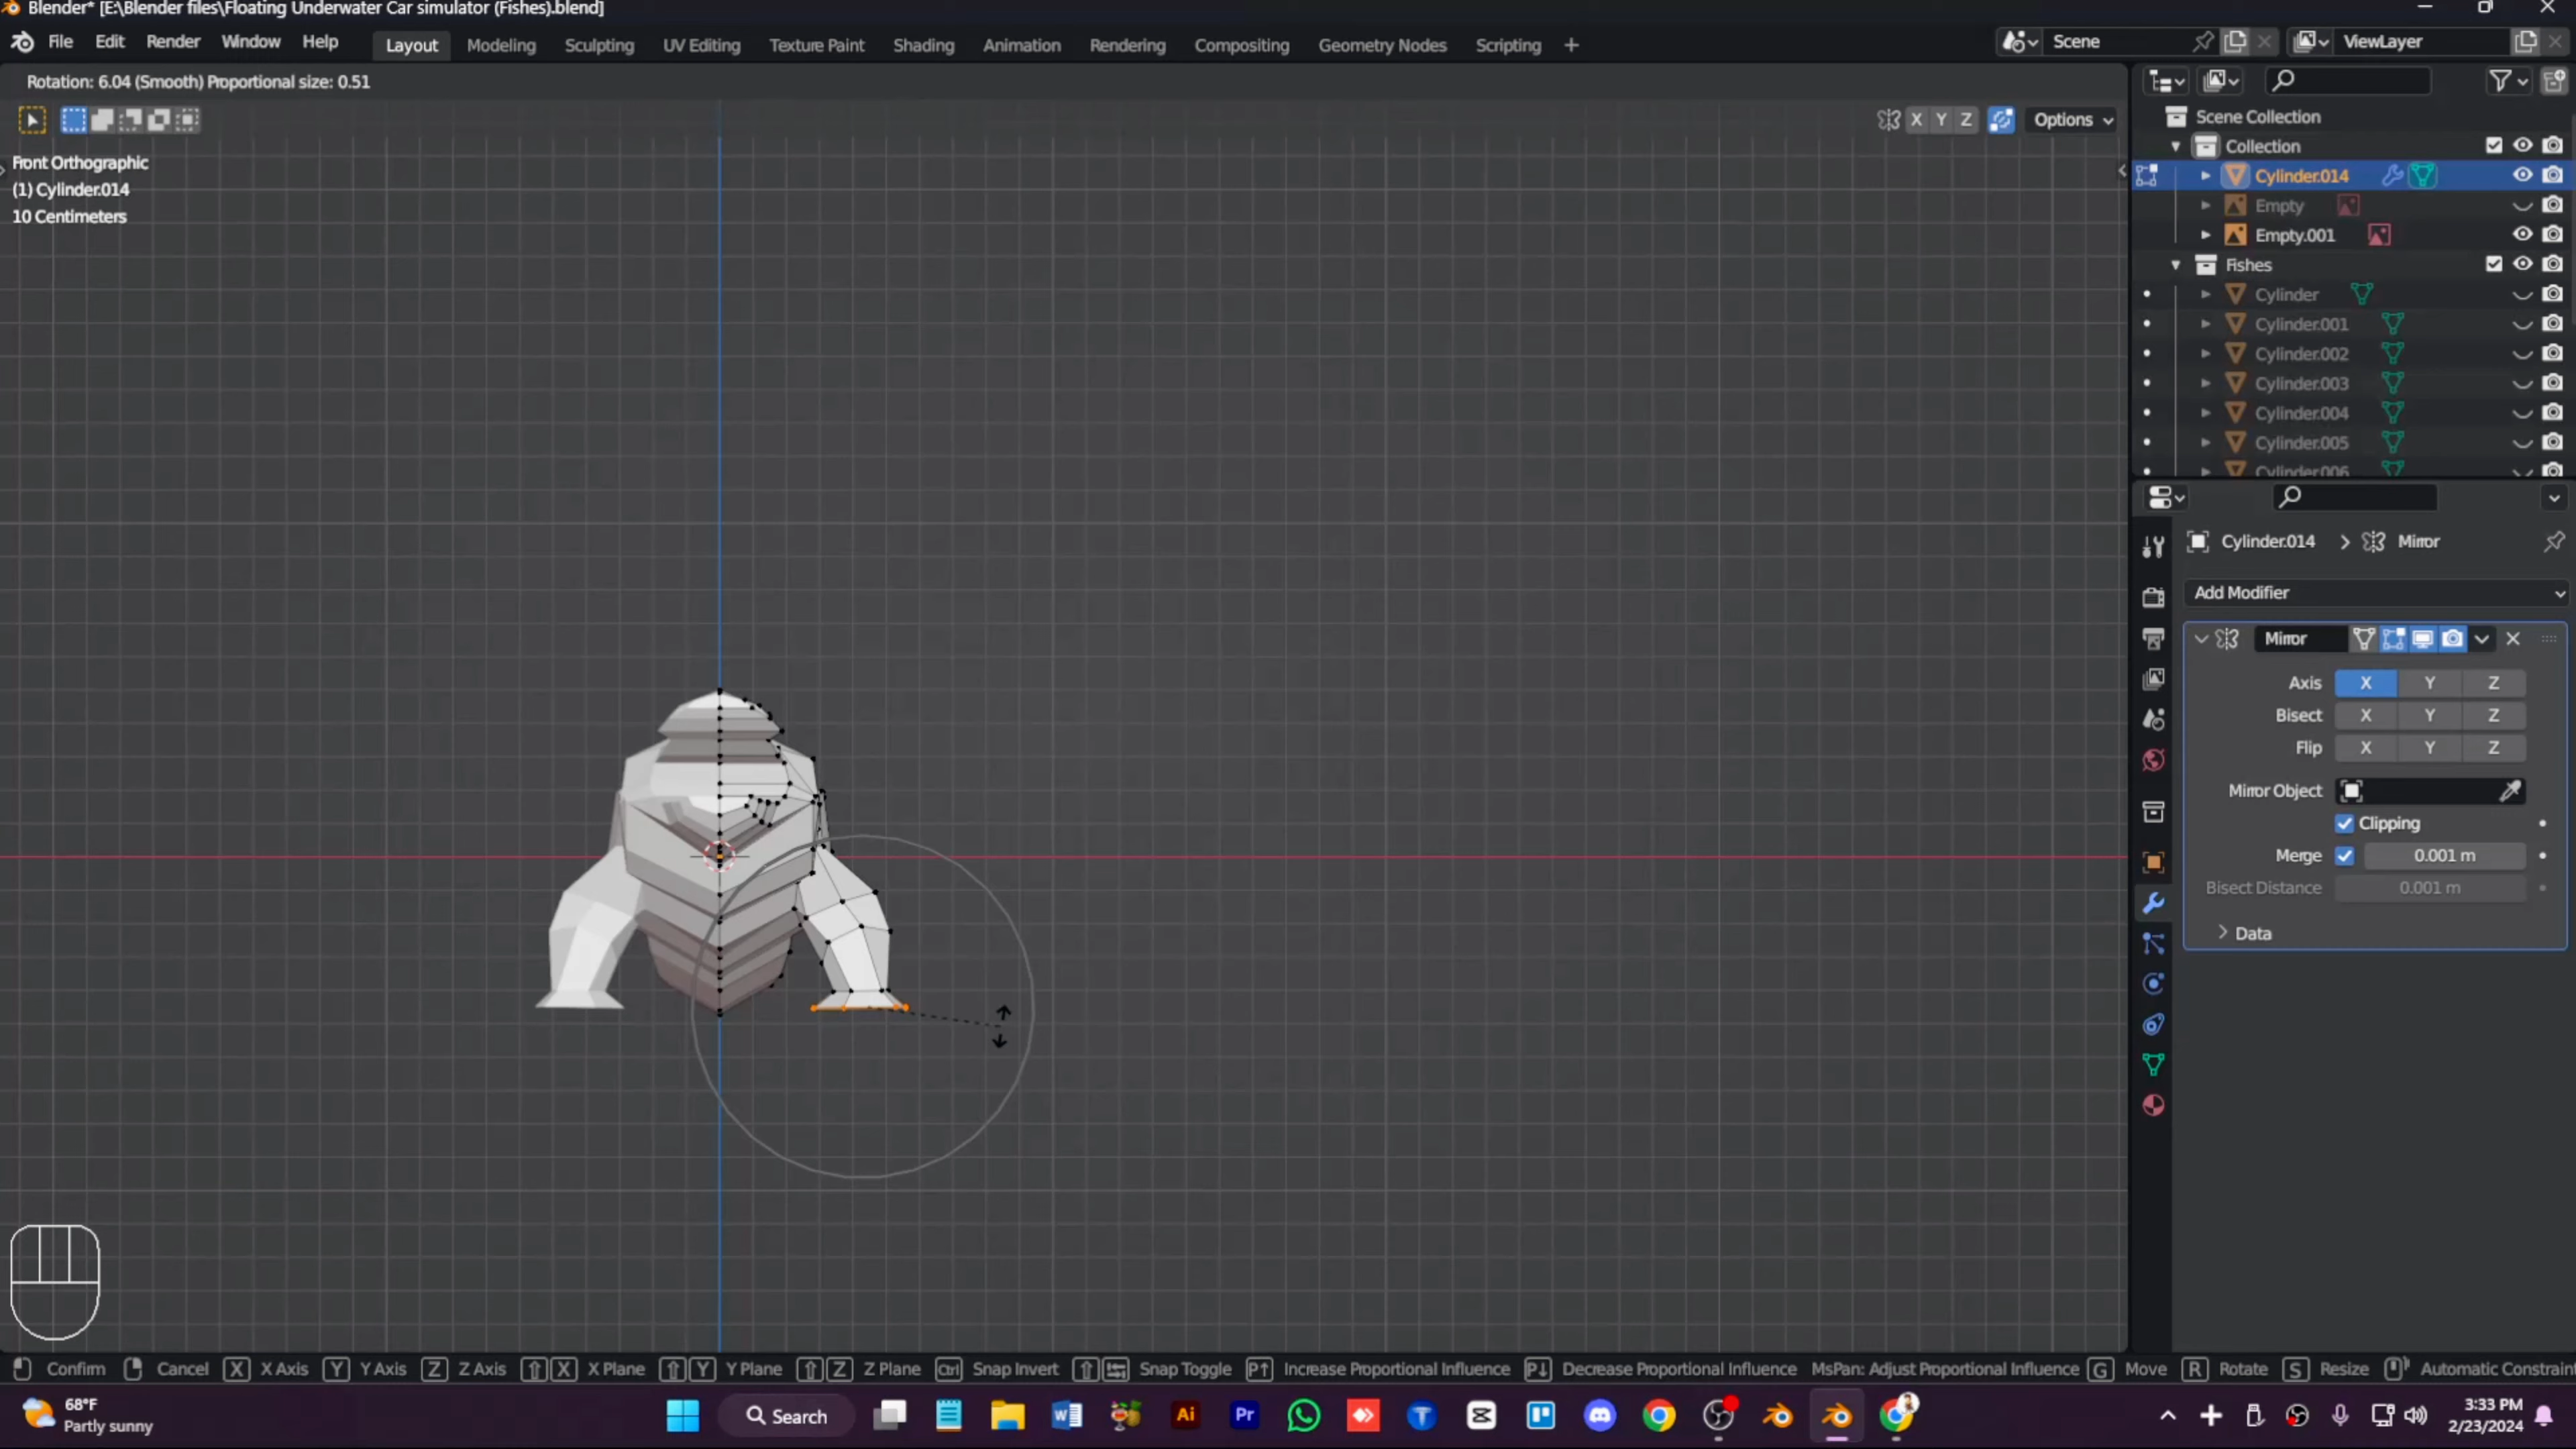 Blender* [E:\Blender files\Floating Underwater Car simulator (Fishes).blend]
File Edit Render Window Help Layout Modeling Sculpting UV Editing Texture Paint Shading Animation Rendering Compositing Geometry Nodes Scripting + Scene ViewLayer
Rotation: 6.04 (Smooth) Proportional size: 0.51
X Y Z Options
Front Orthographic
(1) Cylinder.014
10 Centimeters
Scene Collection
Collection
Cylinder.014
Empty
Empty.001
Fishes
Cylinder
Cylinder.001
Cylinder.002
Cylinder.003
Cylinder.004
Cylinder.005
Cylinder.006
Cylinder.014 > Mirror
Add Modifier
Mirror
Axis X Y Z
Bisect X Y Z
Flip X Y Z
Mirror Object
Clipping
Merge 0.001 m
Bisect Distance 0.001 m
Data
Confirm Cancel X X Axis Y Y Axis Z Z Axis X X Plane Y Y Plane Z Z Plane Ctrl Snap Invert Snap Toggle P↑ Increase Proportional Influence P↓ Decrease Proportional Influence MsPan: Adjust Proportional Influence G Move R Rotate S Resize Automatic Constraint
68°F
Partly sunny
Search
Ai
Pr
3:33 PM
2/23/2024